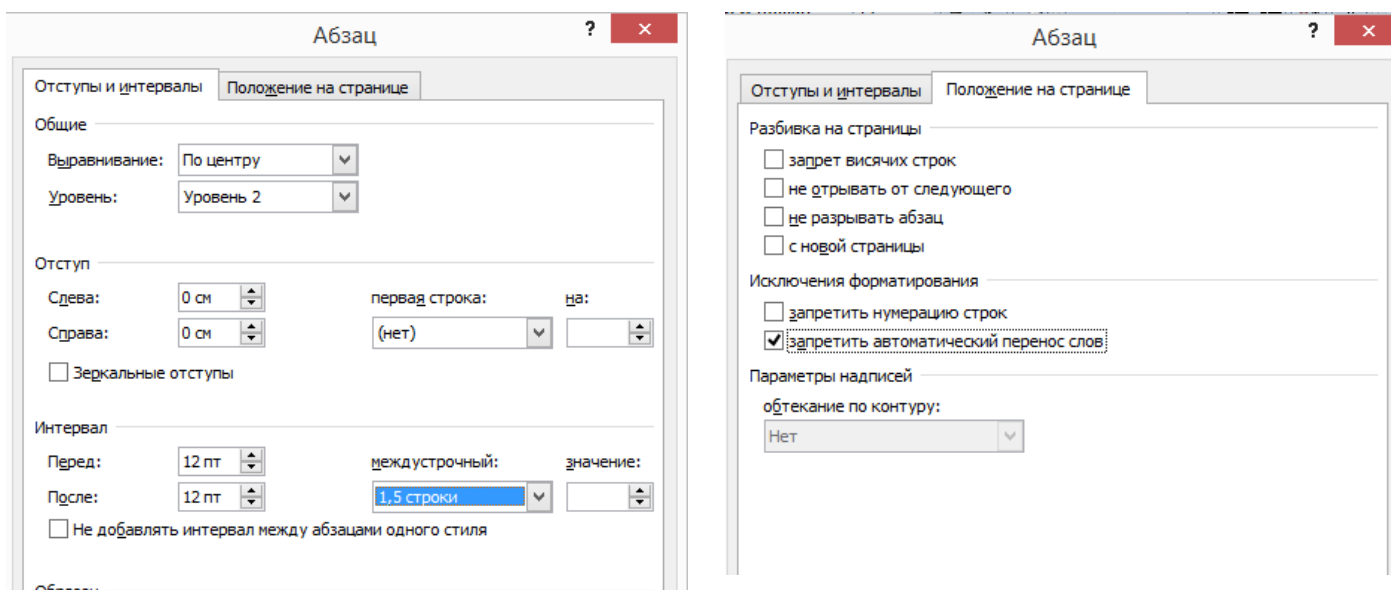 Абзац ?
Отступы и интервалы Положение на странице
Общие
Выравнивание: По центру
Уровень: Уровень 2
Отступ
Слева: 0 см первая строка: на:
Справа: 0 см (нет)
Зеркальные отступы
Интервал
Перед: 12 пт междустрочный: значение:
После: 12 пт 1,5 строки
Не добавлять интервал между абзацами одного стиля
Абзац ?
Отступы и интервалы Положение на странице
Разбивка на страницы
запрет висячих строк
не отрывать от следующего
не разрывать абзац
с новой страницы
Исключения форматирования
запретить нумерацию строк
запретить автоматический перенос слов
Параметры надписей
обтекание по контуру:
Нет